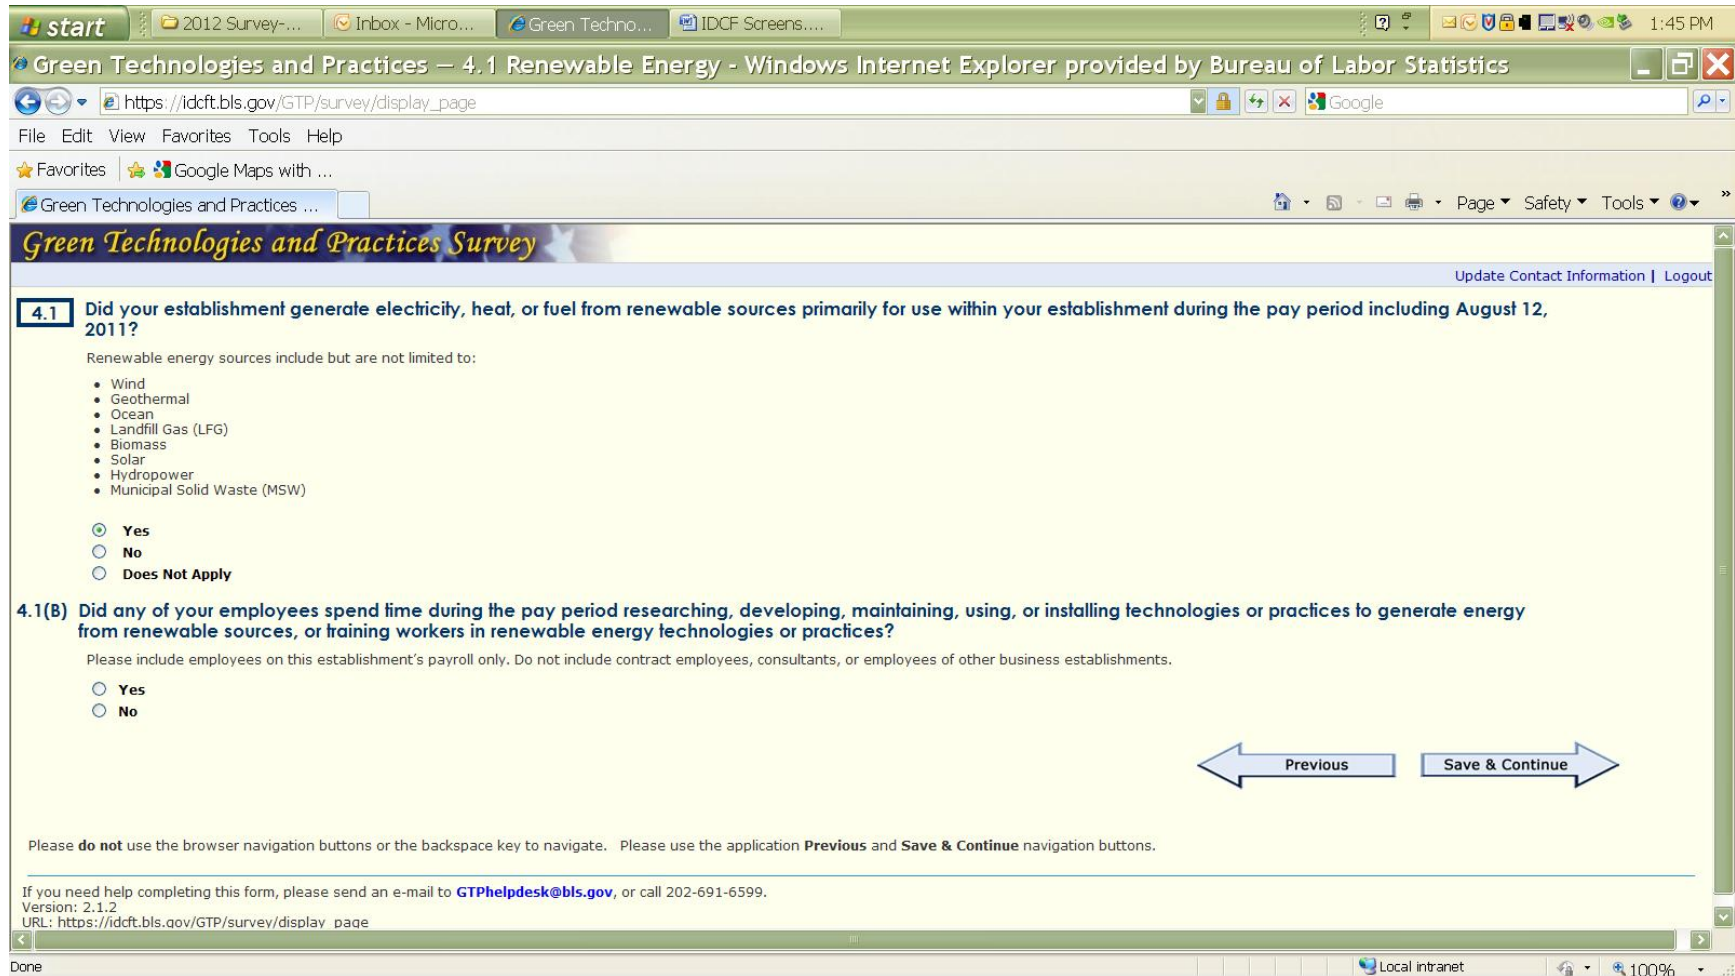 start
2012 Survey-...
Inbox - Micro...
Green Techno...
IDCF Screens....
1:45 PM
Green Technologies and Practices – 4.1 Renewable Energy - Windows Internet Explorer provided by Bureau of Labor Statistics
https://idcft.bls.gov/GTP/survey/display_page
Google
File Edit View Favorites Tools Help
Favorites Google Maps with ...
Green Technologies and Practices ...
Page Safety Tools
Green Technologies and Practices Survey
Update Contact Information | Logout
4.1 Did your establishment generate electricity, heat, or fuel from renewable sources primarily for use within your establishment during the pay period including August 12,
2011?
Renewable energy sources include but are not limited to:
• Wind
• Geothermal
• Ocean
• Landfill Gas (LFG)
• Biomass
• Solar
• Hydropower
• Municipal Solid Waste (MSW)
Yes
No
Does Not Apply
4.1(B) Did any of your employees spend time during the pay period researching, developing, maintaining, using, or installing technologies or practices to generate energy
from renewable sources, or training workers in renewable energy technologies or practices?
Please include employees on this establishment's payroll only. Do not include contract employees, consultants, or employees of other business establishments.
Yes
No
Previous
Save & Continue
Please do not use the browser navigation buttons or the backspace key to navigate. Please use the application Previous and Save & Continue navigation buttons.
If you need help completing this form, please send an e-mail to GTPhelpdesk@bls.gov, or call 202-691-6599.
Version: 2.1.2
URL: https://idcft.bls.gov/GTP/survey/display_page
Done
Local intranet
100%